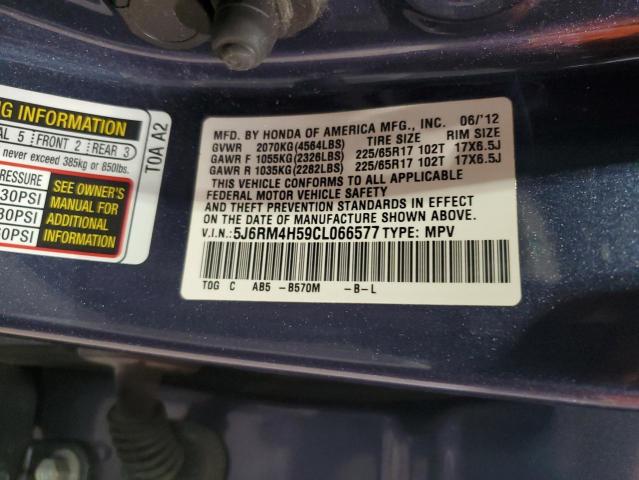 NG INFORMATION
AL 5 FRONT 2 REAR 3
never exceed 385kg or 850lbs.
PRESSURE
30PSI
30PSI
60PSI
SEE OWNER'S
MANUAL FOR
ADDITIONAL
INFORMATION
T0A A2
MFD. BY HONDA OF AMERICA MFG., INC. 06/'12
GVWR 2070KG(4564LBS) TIRE SIZE RIM SIZE
GAWR F 1055KG(2326LBS) 225/65R17 102T 17X6.5J
GAWR R 1035KG(2282LBS) 225/65R17 102T 17X6.5J
THIS VEHICLE CONFORMS TO ALL APPLICABLE
FEDERAL MOTOR VEHICLE SAFETY
AND THEFT PREVENTION STANDARDS IN EFFECT
ON THE DATE OF MANUFACTURE SHOWN ABOVE.
V.I.N.: 5J6RM4H59CL066577 TYPE: MPV
T0G C AB5 -B570M -B-L